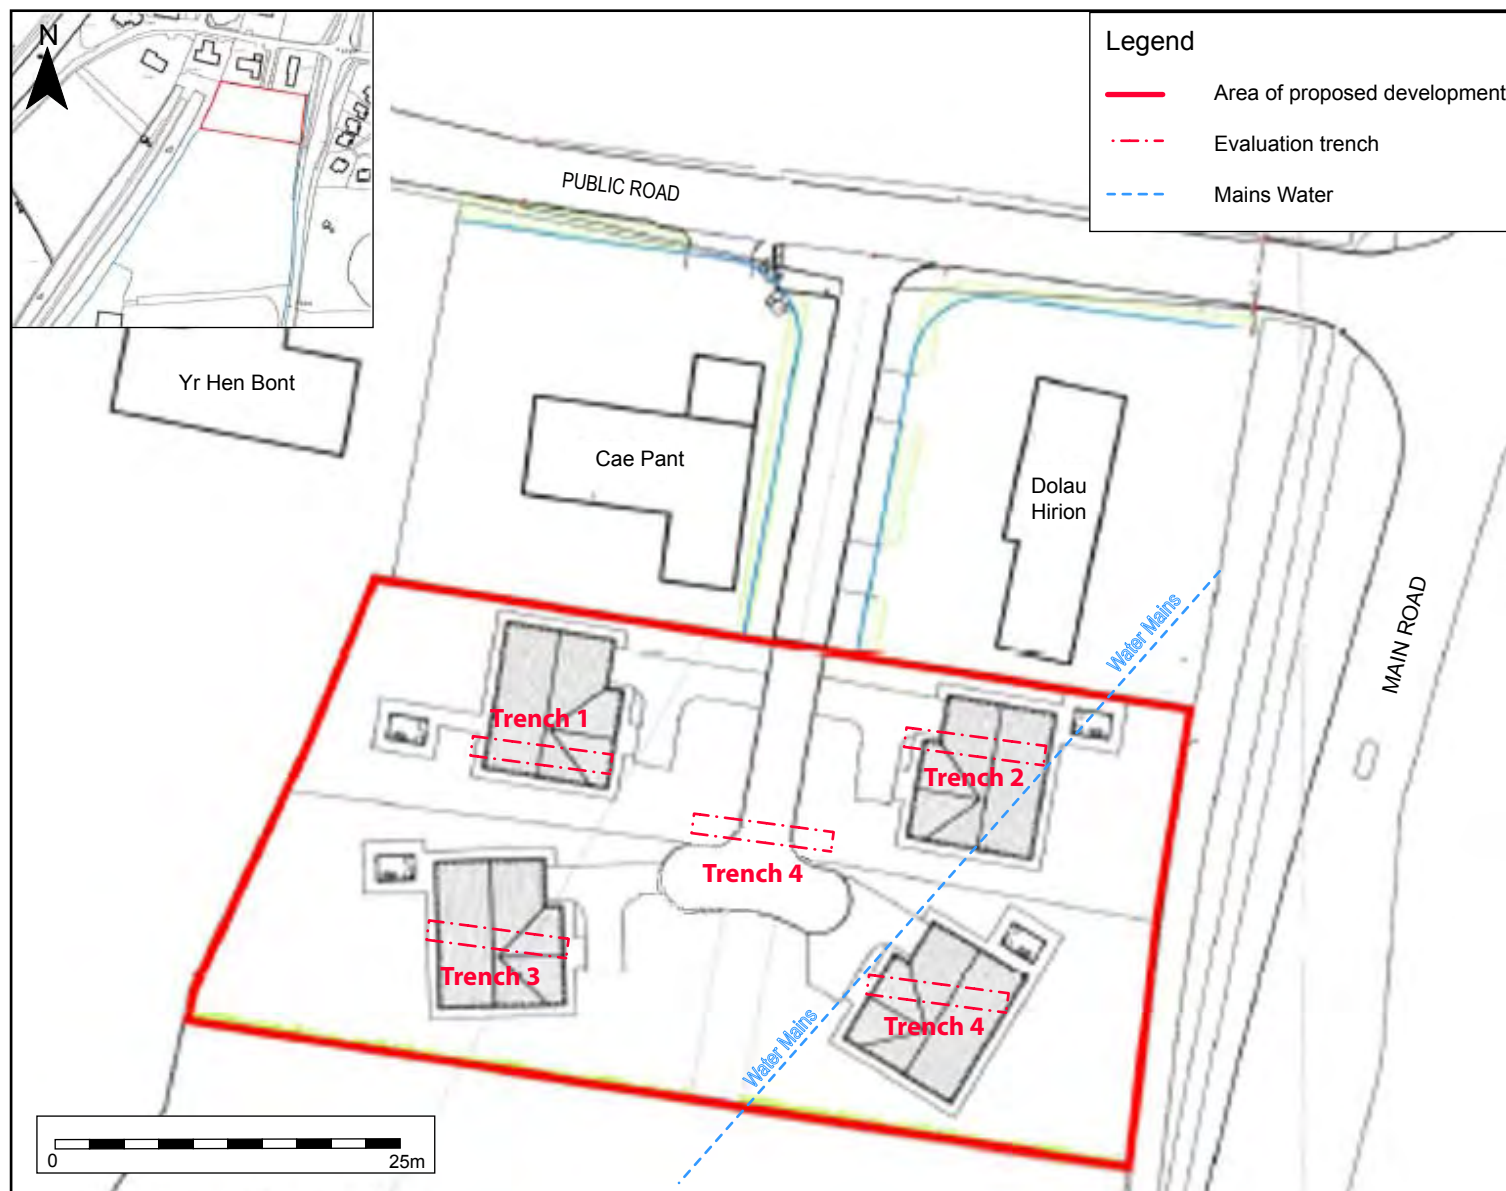 N
Legend
Area of proposed development
Evaluation trench
Mains Water
PUBLIC ROAD
Yr Hen Bont
Cae Pant
Dolau
Hirion
Water Mains
MAIN ROAD
Trench 1
Trench 2
Trench 4
Trench 3
Trench 4
Water Mains
0
25m